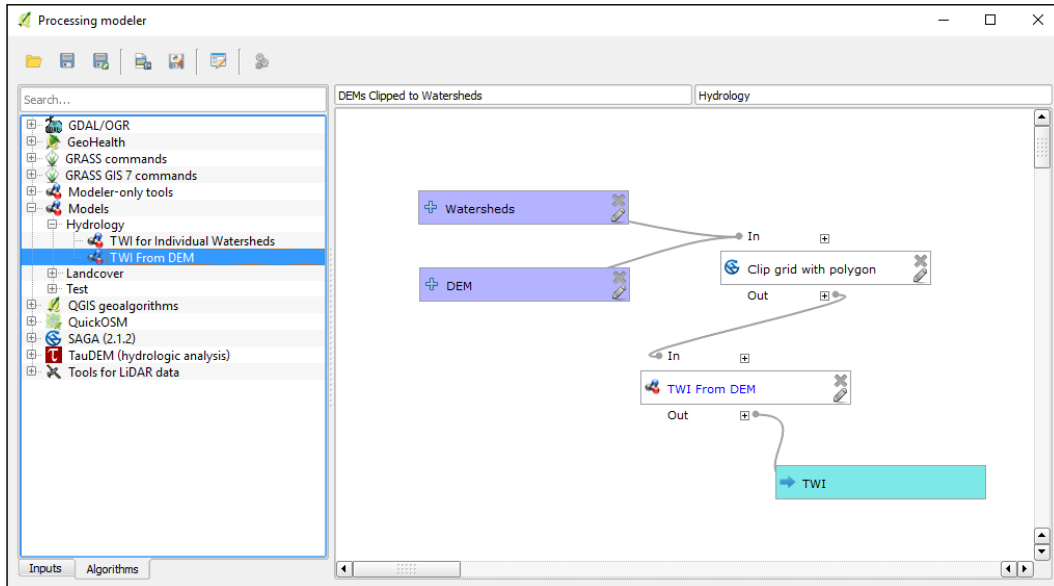 Processing modeler
Search...
DEMs Clipped to Watersheds
Hydrology
GDAL/OGR
GeoHealth
GRASS commands
GRASS GIS 7 commands
Modeler-only tools
Models
Hydrology
TWI for Individual Watersheds
TWI From DEM
Landcover
Test
QGIS geoalgorithms
QuickOSM
SAGA (2.1.2)
TauDEM (hydrologic analysis)
Tools for LiDAR data
Inputs
Algorithms
Watersheds
DEM
In
Clip grid with polygon
Out
In
TWI From DEM
Out
TWI